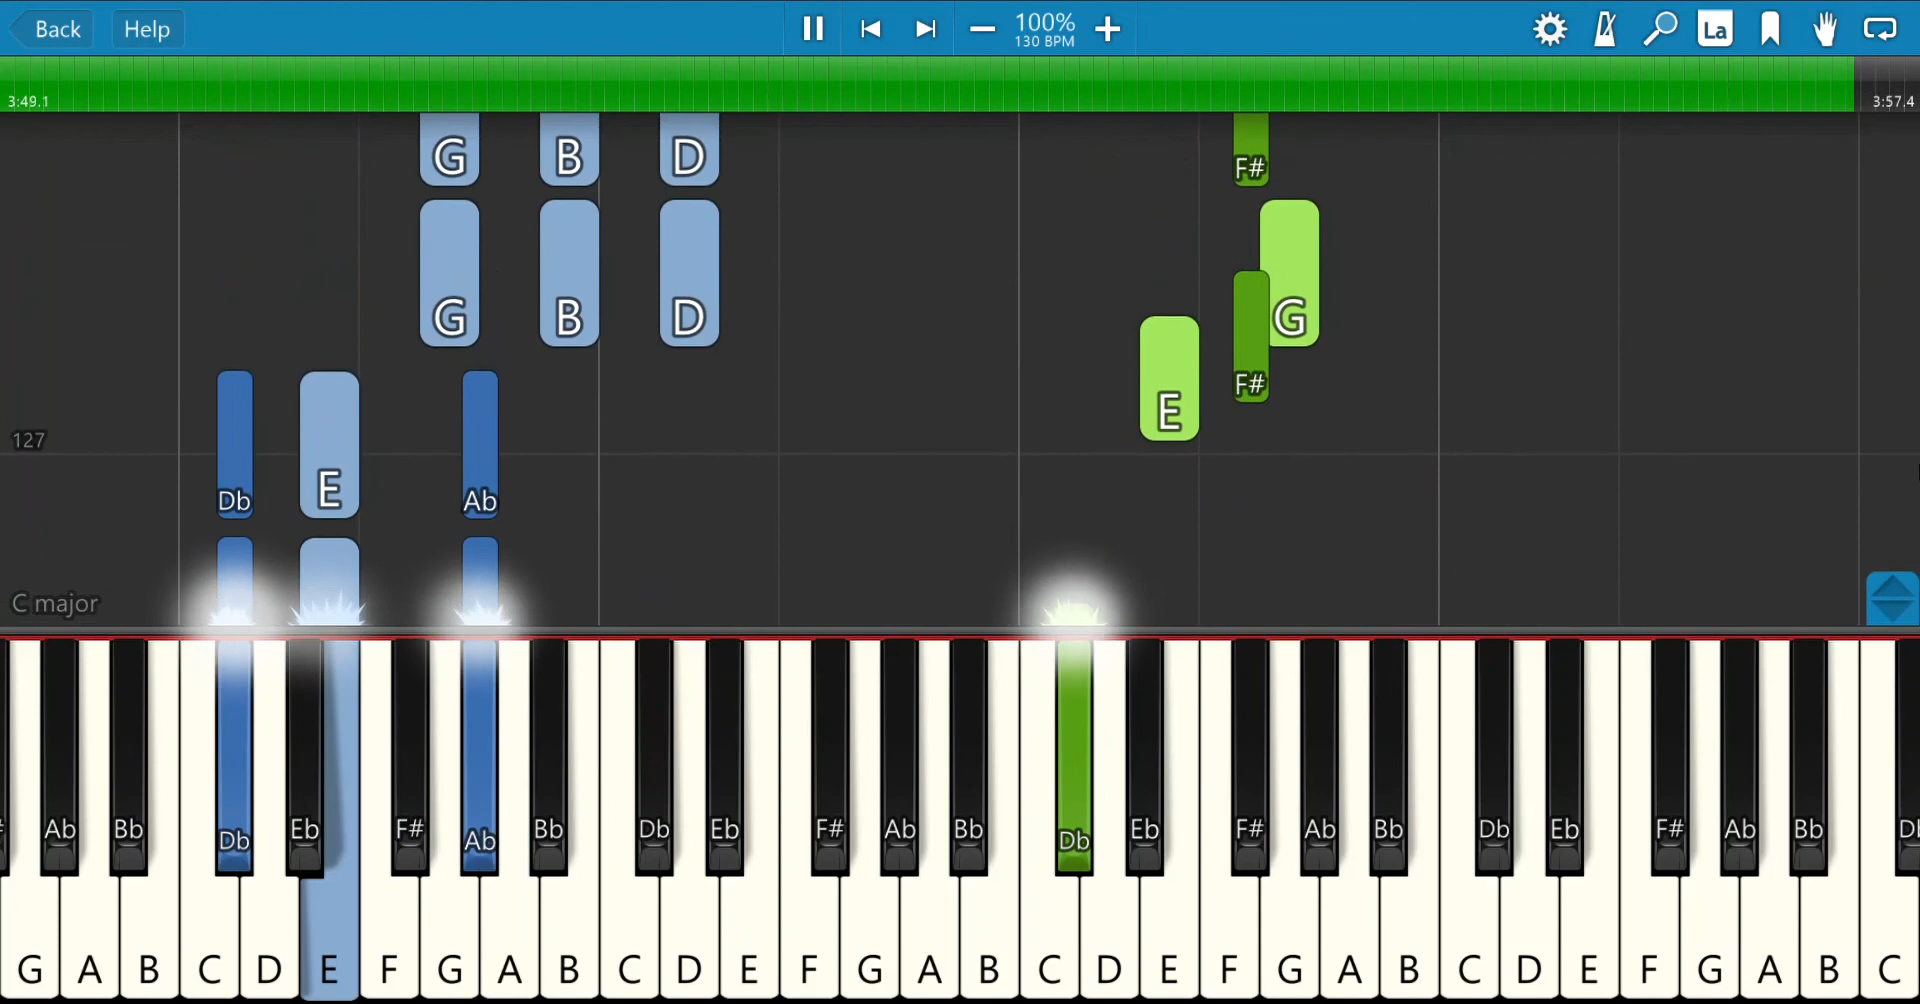 Back Help 100% La
130 BPM
3:49.1 3:57.4
G B D F#
G B D G
E F#
127
Db E Ab
C major
Ab Bb Db Eb F# Ab Bb Db Eb F# Ab Bb Db Eb F# Ab Bb Db Eb F# Ab Bb
G A B C D E F G A B C D E F G A B C D E F G A B C D E F G A B C